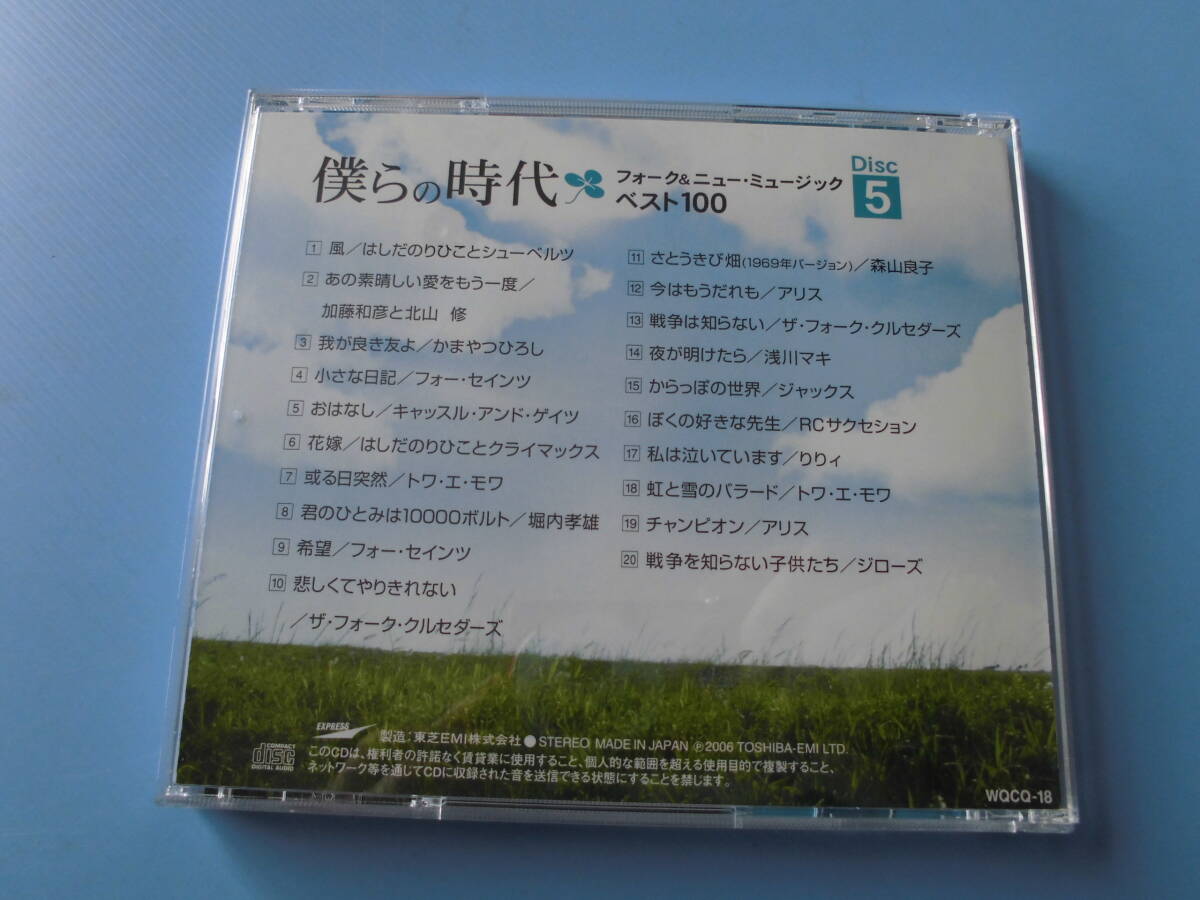 僕らの時代 フォーク&ニュー・ミュージック
ベスト100
Disc
5
1 風/はしだのりひことシューベルツ
2 あの素晴しい愛をもう一度/
加藤和彦と北山 修
3 我が良き友よ/かまやつひろし
4 小さな日記/フォー・セインツ
5 おはなし/キャッスル・アンド・ゲイツ
6 花嫁/はしだのりひことクライマックス
7 或る日突然/トワ・エ・モワ
8 君のひとみは10000ボルト/堀内孝雄
9 希望/フォー・セインツ
10 悲しくてやりきれない
/ザ・フォーク・クルセダーズ
11 さとうきび畑(1969年バージョン)/森山良子
12 今はもうだれも/アリス
13 戦争は知らない/ザ・フォーク・クルセダーズ
14 夜が明けたら/浅川マキ
15 からっぽの世界/ジャックス
16 ぼくの好きな先生/RCサクセション
17 私は泣いています/りりィ
18 虹と雪のバラード/トワ・エ・モワ
19 チャンピオン/アリス
20 戦争を知らない子供たち/ジローズ
EXPRESS
製造:東芝EMI株式会社●STEREO MADE IN JAPAN ℗2006 TOSHIBA-EMI LTD.
COMPACT
disc
DIGITAL AUDIO
このCDは、権利者の許諾なく賃貸業に使用すること、個人的な範囲を超える使用目的で複製すること、
ネットワーク等を通じてCDに収録された音を送信できる状態にすることを禁じます。
WQCQ-18